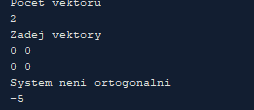 Pocet vektoru
2
Zadej vektory
0 0
0 0
System neni ortogonalni
-5